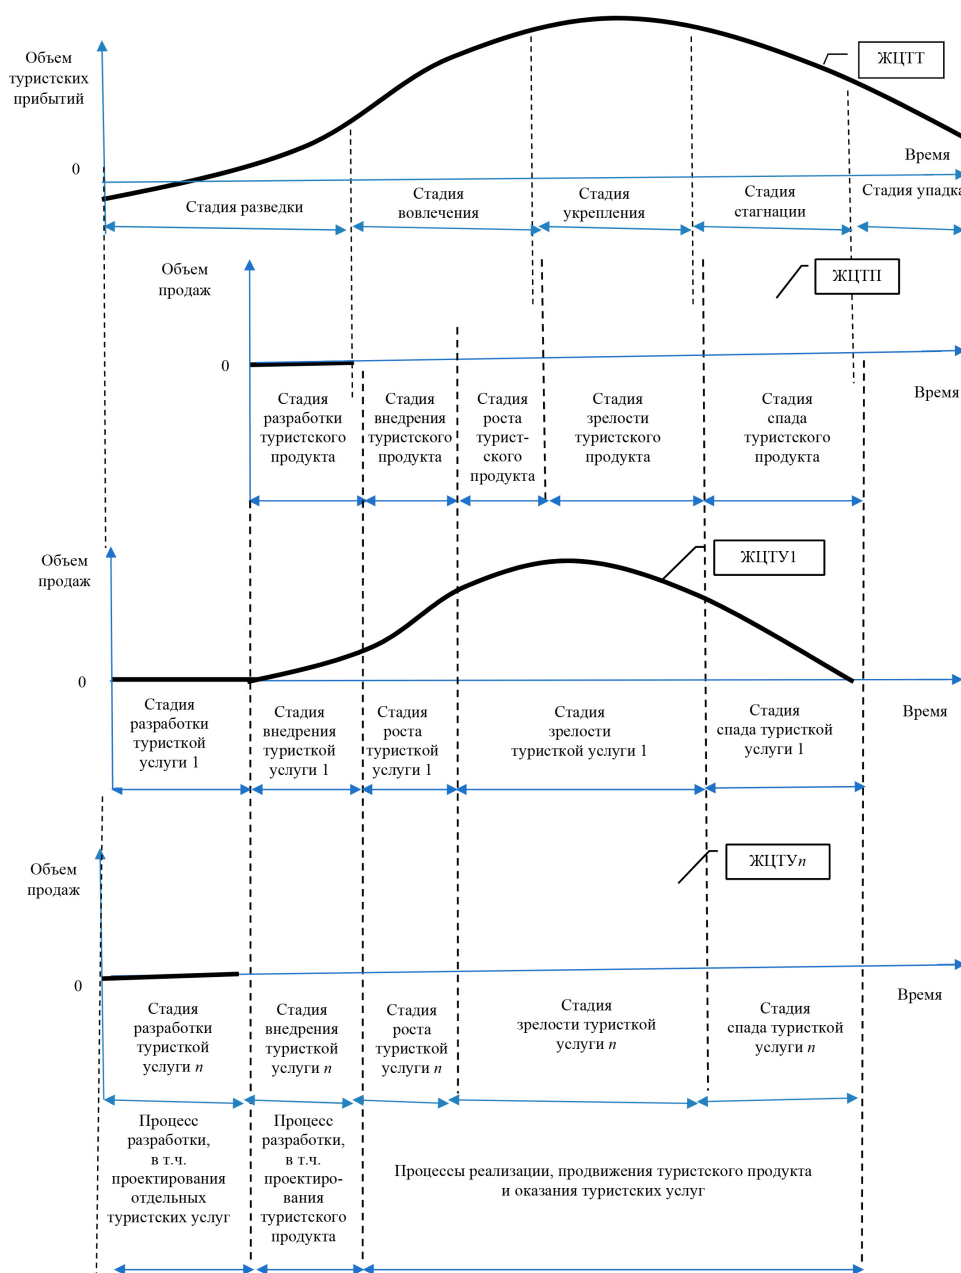 Объем
туристских
прибытий
ЖЦТТ
0
Время
Стадия разведки
Стадия
вовлечения
Стадия
укрепления
Стадия
стагнации
Стадия упадка
Объем
продаж
ЖЦТП
0
Время
Стадия
разработки
туристского
продукта
Стадия
внедрения
туристского
продукта
Стадия
роста
турист-
ского
продукта
Стадия
зрелости
туристского
продукта
Стадия
спада
туристского
продукта
Объем
продаж
ЖЦТУ1
0
Время
Стадия
разработки
туристкой
услуги 1
Стадия
внедрения
туристкой
услуги 1
Стадия
роста
туристкой
услуги 1
Стадия
зрелости
туристкой услуги 1
Стадия
спада туристкой
услуги 1
Объем
продаж
ЖЦТУn
0
Время
Стадия
разработки
туристкой
услуги n
Стадия
внедрения
туристкой
услуги n
Стадия
роста
туристкой
услуги n
Стадия
зрелости туристкой
услуги n
Стадия
спада туристкой
услуги n
Процесс
разработки,
в т.ч.
проектирования
отдельных
туристских услуг
Процесс
разработки,
в т.ч.
проектиро-
вания
туристского
продукта
Процессы реализации, продвижения туристского продукта
и оказания туристских услуг